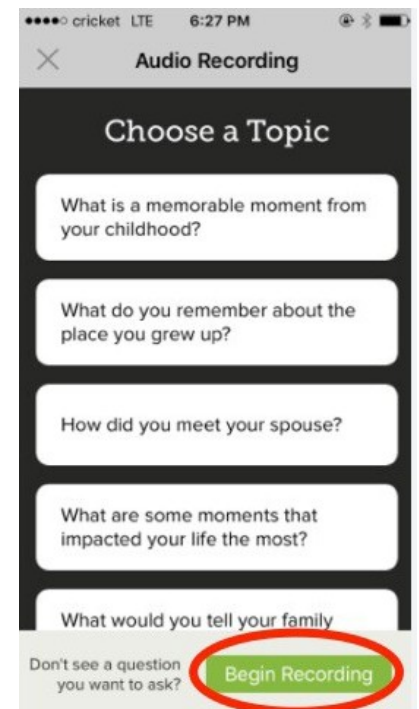 cricket LTE 6:27 PM
Audio Recording
Choose a Topic
What is a memorable moment from
your childhood?
What do you remember about the
place you grew up?
How did you meet your spouse?
What are some moments that
impacted your life the most?
What would you tell your family
Don't see a question
you want to ask?
Begin Recording